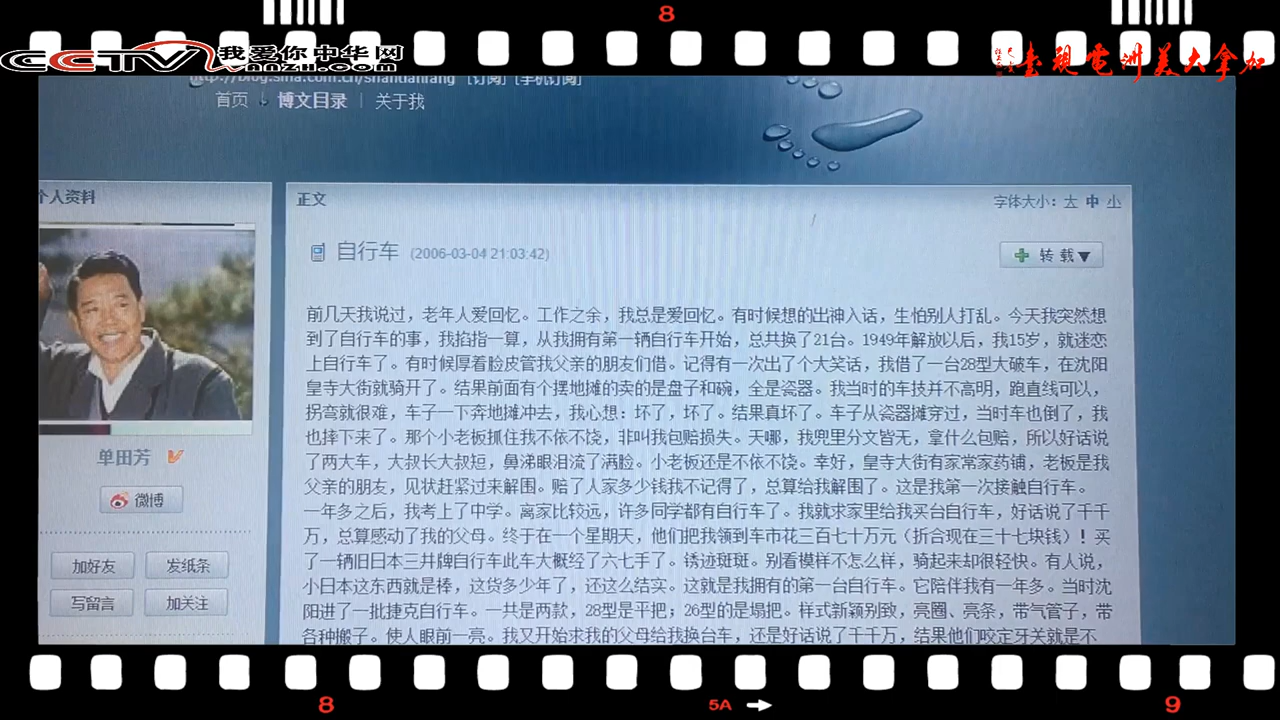 8
CCTV 我爱你中华网
WANZH.COM
加拿大美洲電視臺
http://blog.sina.com.cn/shantianfang [订阅] [手机订阅]
首页 博文目录 关于我
个人资料
正文
字体大小：大 中 小
自行车 (2006-03-04 21:03:42)
转载▼
前几天我说过，老年人爱回忆。工作之余，我总是爱回忆。有时候想的出神入话，生怕别人打乱。今天我突然想
到了自行车的事，我掐指一算，从我拥有第一辆自行车开始，总共换了21台。1949年解放以后，我15岁，就迷恋
上自行车了。有时候厚着脸皮管我父亲的朋友们借。记得有一次出了个大笑话，我借了一台28型大破车，在沈阳
皇寺大街就骑开了。结果前面有个摆地摊的卖的是盘子和碗，全是瓷器。我当时的车技并不高明，跑直线可以，
拐弯就很难，车子一下奔地摊冲去，我心想：坏了，坏了。结果真坏了。车子从瓷器摊穿过，当时车也倒了，我
也摔下来了。那个小老板抓住我不依不饶，非叫我包赔损失。天哪，我兜里分文皆无，拿什么包赔，所以好话说
了两大车，大叔长大叔短，鼻涕眼泪流了满脸。小老板还是不依不饶。幸好，皇寺大街有家常家药铺，老板是我
父亲的朋友，见状赶紧过来解围。赔了人家多少钱我不记得了，总算给我解围了。这是我第一次接触自行车。
一年多之后，我考上了中学。离家比较远，许多同学都有自行车了。我就求家里给我买台自行车，好话说了千千
万，总算感动了我的父母。终于在一个星期天，他们把我领到车市花三百七十万元（折合现在三十七块钱）！买
了一辆旧日本三井牌自行车此车大概经了六七手了。锈迹斑斑。别看模样不怎么样，骑起来却很轻快。有人说，
小日本这东西就是棒，这货多少年了，还这么结实。这就是我拥有的第一台自行车。它陪伴我有一年多。当时沈
阳进了一批捷克自行车。一共是两款，28型是平把；26型的是塌把。样式新颖别致，亮圈、亮条，带气管子，带
各种搬子。使人眼前一亮。我又开始求我的父母给我换台车，还是好话说了千千万，结果他们咬定牙关就是不
单田芳
微博
加好友 发纸条
写留言 加关注
8 5A 9